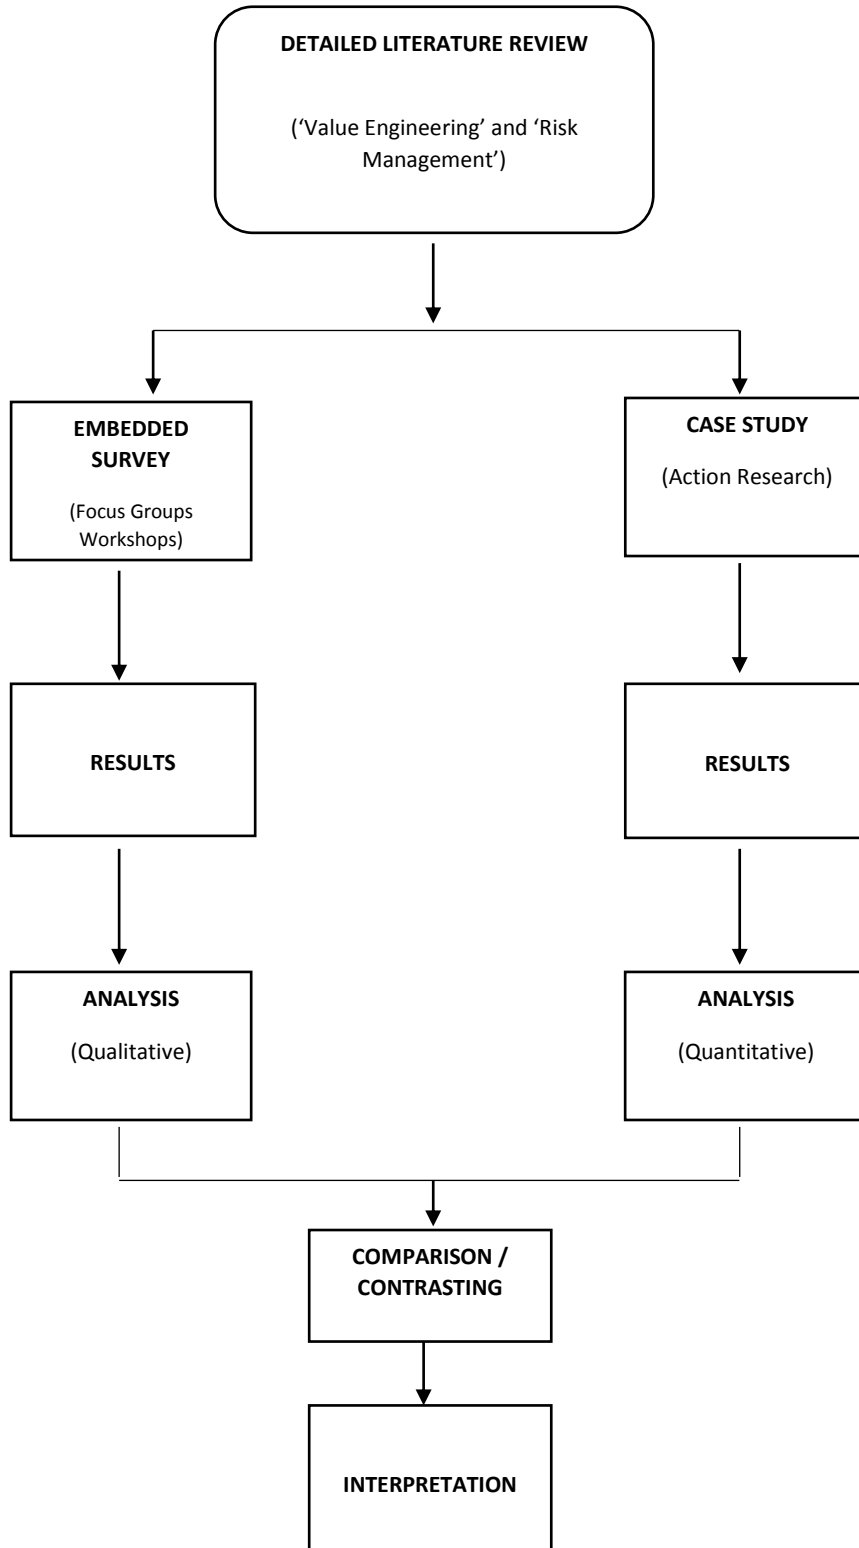 DETAILED LITERATURE REVIEW
(‘Value Engineering’ and ‘Risk
Management’)
EMBEDDED
SURVEY
(Focus Groups
Workshops)
CASE STUDY
(Action Research)
RESULTS
RESULTS
ANALYSIS
(Qualitative)
ANALYSIS
(Quantitative)
COMPARISON /
CONTRASTING
INTERPRETATION